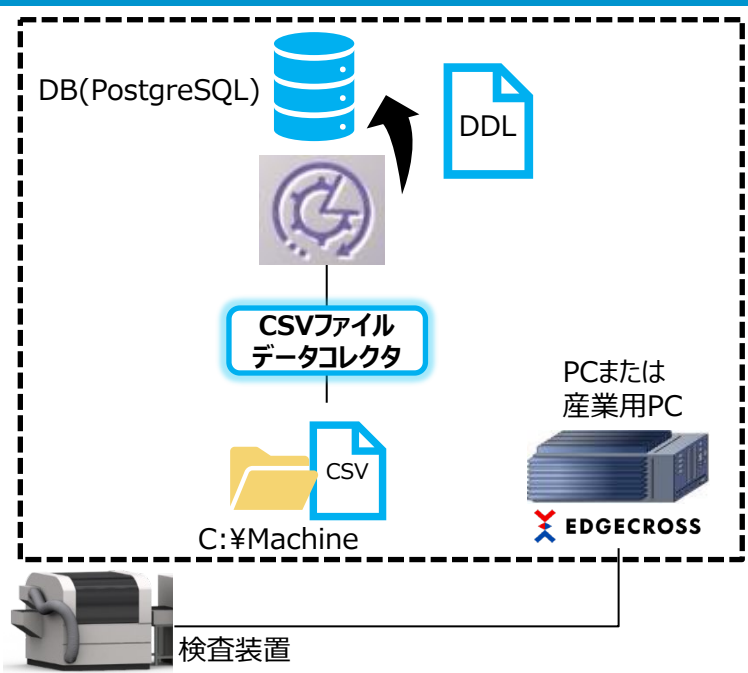 DB(PostgreSQL)
DDL
CSVファイル
データコレクタ
PCまたは
産業用PC
CSV
EDGECROSS
C:¥Machine
検査装置